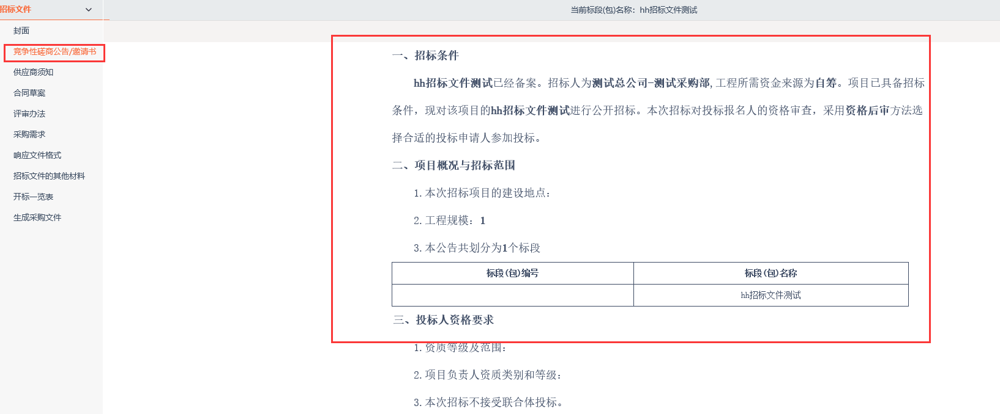 招标文件
当前标段(包)名称：hh招标文件测试
封面
竞争性磋商公告/邀请书
供应商须知
合同草案
评审办法
采购需求
响应文件格式
招标文件的其他材料
开标一览表
生成采购文件
一、招标条件
hh招标文件测试已经备案。招标人为测试总公司-测试采购部,工程所需资金来源为自筹。项目已具备招标
条件，现对该项目的hh招标文件测试进行公开招标。本次招标对投标报名人的资格审查，采用资格后审方法选
择合适的投标申请人参加投标。
二、项目概况与招标范围
1.本次招标项目的建设地点：
2.工程规模：1
3.本公告共划分为1个标段
标段(包)编号 标段(包)名称
hh招标文件测试
三、投标人资格要求
1.资质等级及范围：
2.项目负责人资质类别和等级：
3.本次招标不接受联合体投标。